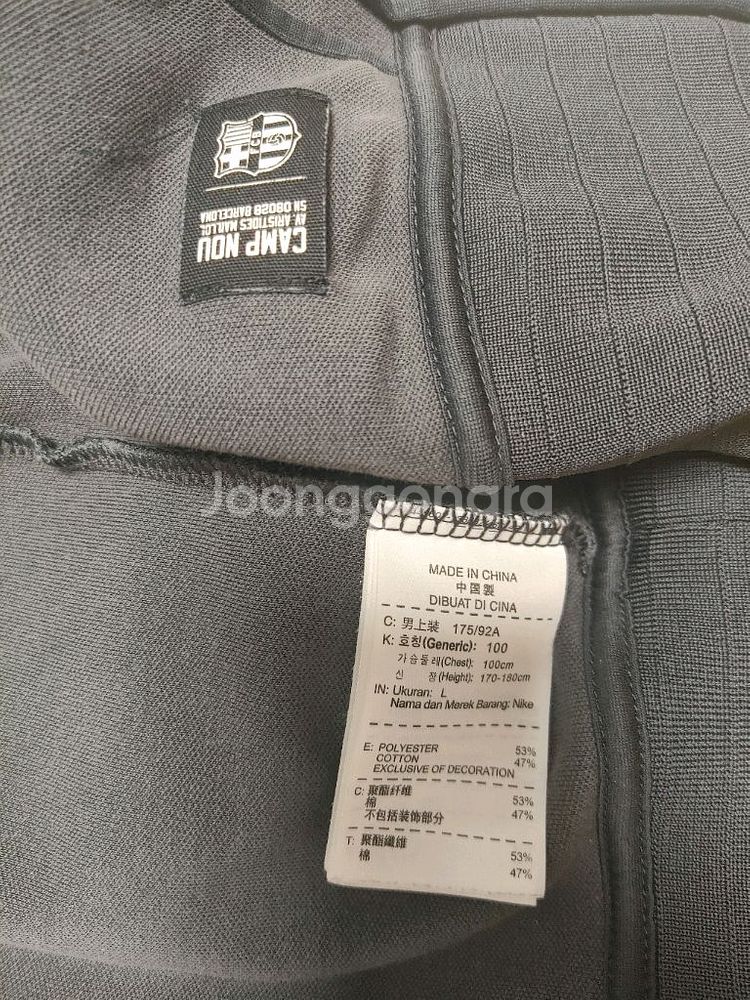 CAMP NOU
AV. ARISTIDES MAILLOL
SN 08028 BARCELONA
Joonggonara
MADE IN CHINA
中国製
DIBUAT DI CINA
C: 男上装 175/92A
K: 호칭(Generic): 100
가슴둘레(Chest): 100cm
신 장(Height): 170-180cm
IN: Ukuran: L
Nama dan Merek Barang: Nike
E: POLYESTER 53%
COTTON 47%
EXCLUSIVE OF DECORATION
C: 聚酯纤维 53%
棉 47%
不包括装饰部分
T: 聚酯纖維 53%
棉 47%